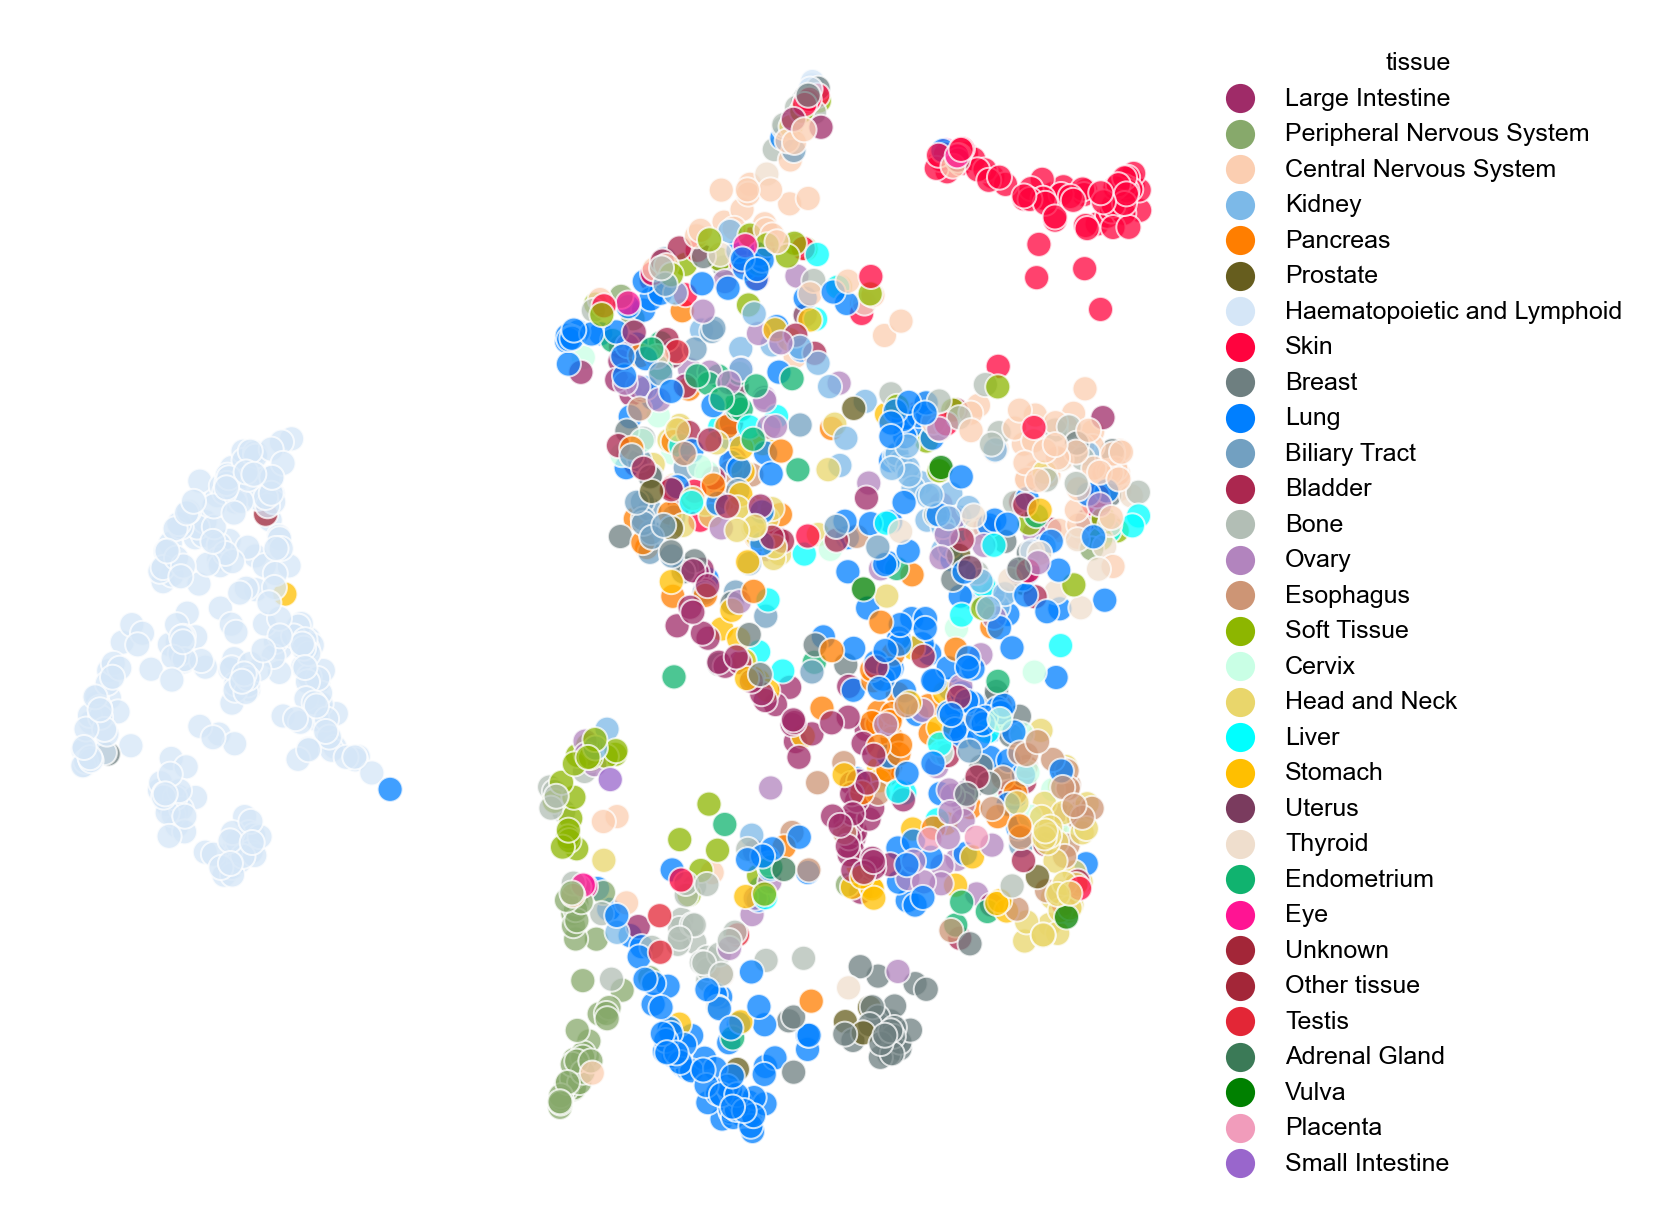 tissue
Large Intestine
Peripheral Nervous System
Central Nervous System
Kidney
Pancreas
Prostate
Haematopoietic and Lymphoid
Skin
Breast
Lung
Biliary Tract
Bladder
Bone
Ovary
Esophagus
Soft Tissue
Cervix
Head and Neck
Liver
Stomach
Uterus
Thyroid
Endometrium
Eye
Unknown
Other tissue
Testis
Adrenal Gland
Vulva
Placenta
Small Intestine